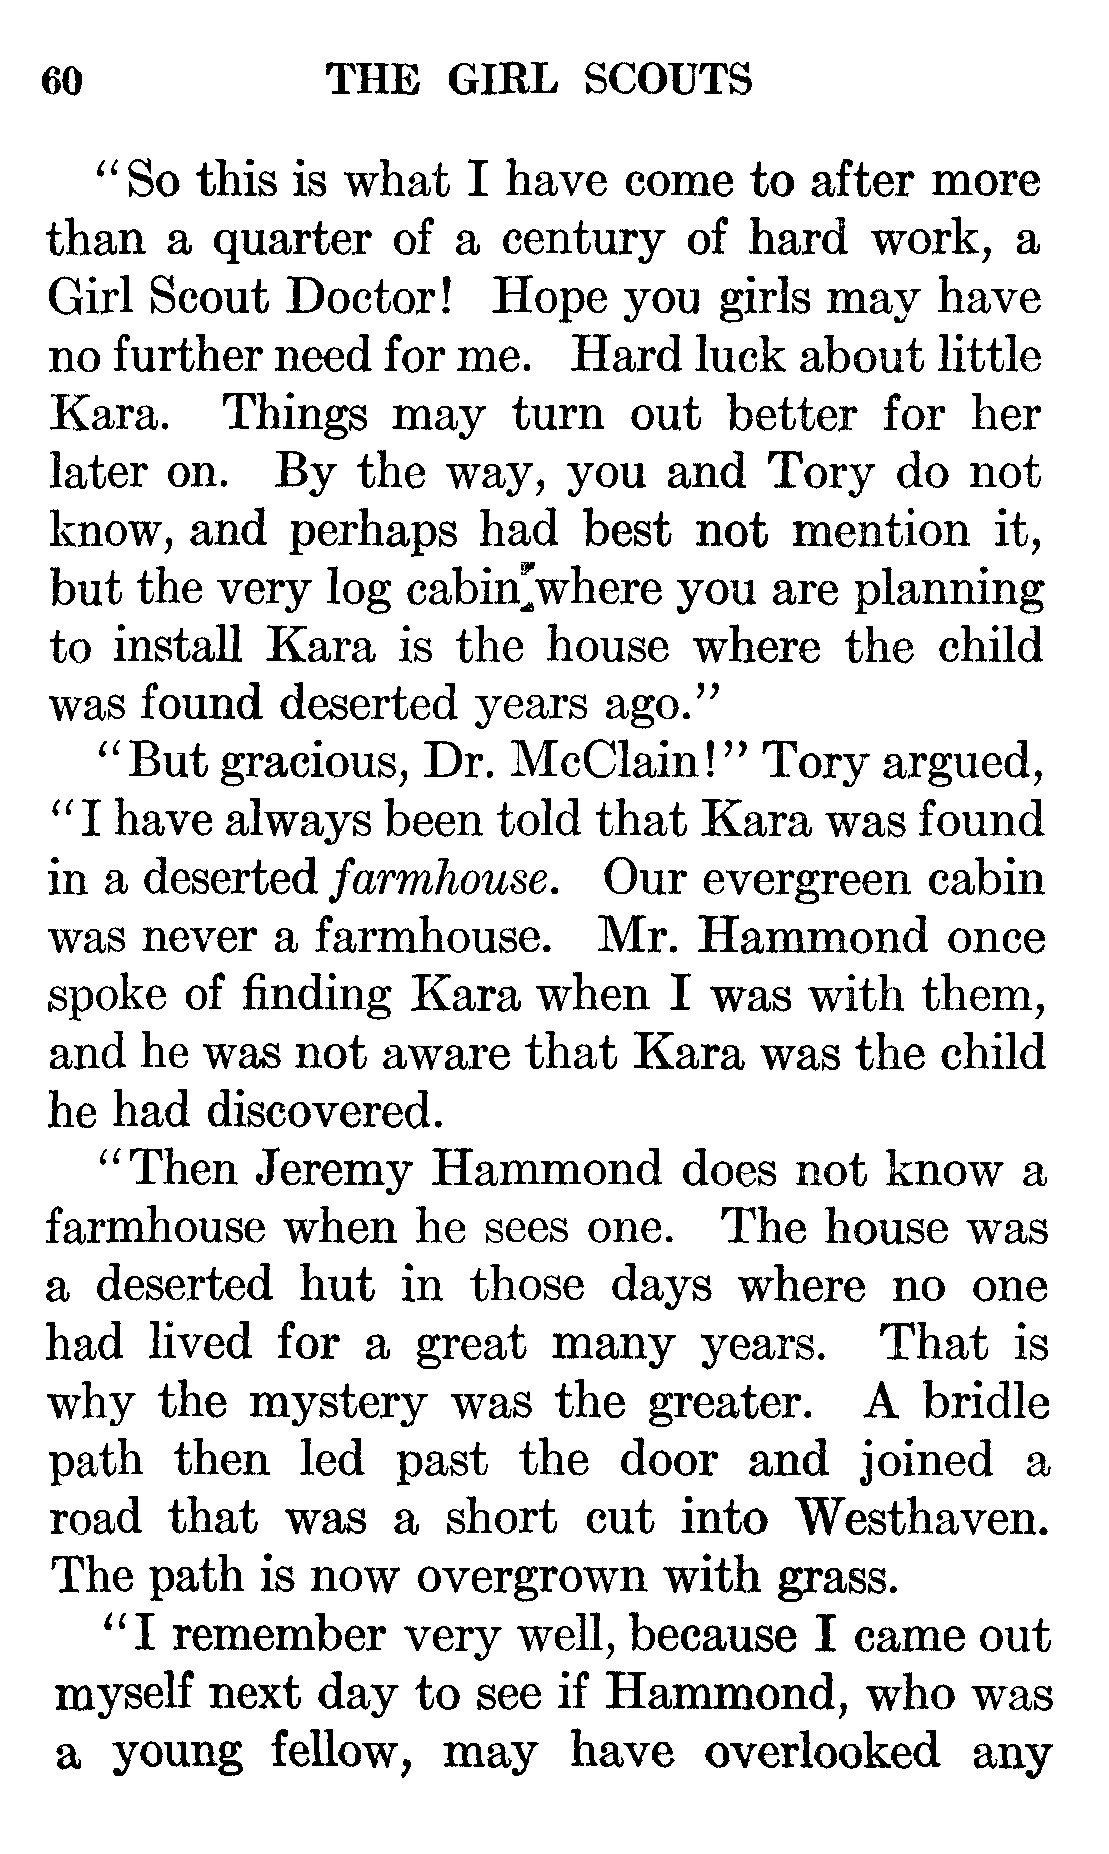 60 THE GIRL SCOUTS
“So this is what I have come to after more
than a quarter of a century of hard work, a
Girl Scout Doctor! Hope you girls may have
no further need for me. Hard luck about little
Kara. Things may turn out better for her
later on. By the way, you and Tory do not
know, and perhaps had best not mention it,
but the very log cabin where you are planning
to install Kara is the house where the child
was found deserted years ago.”
“But gracious, Dr. McClain!” Tory argued,
“I have always been told that Kara was found
in a deserted farmhouse. Our evergreen cabin
was never a farmhouse. Mr. Hammond once
spoke of finding Kara when I was with them,
and he was not aware that Kara was the child
he had discovered.
“Then Jeremy Hammond does not know a
farmhouse when he sees one. The house was
a deserted hut in those days where no one
had lived for a great many years. That is
why the mystery was the greater. A bridle
path then led past the door and joined a
road that was a short cut into Westhaven.
The path is now overgrown with grass.
“I remember very well, because I came out
myself next day to see if Hammond, who was
a young fellow, may have overlooked any